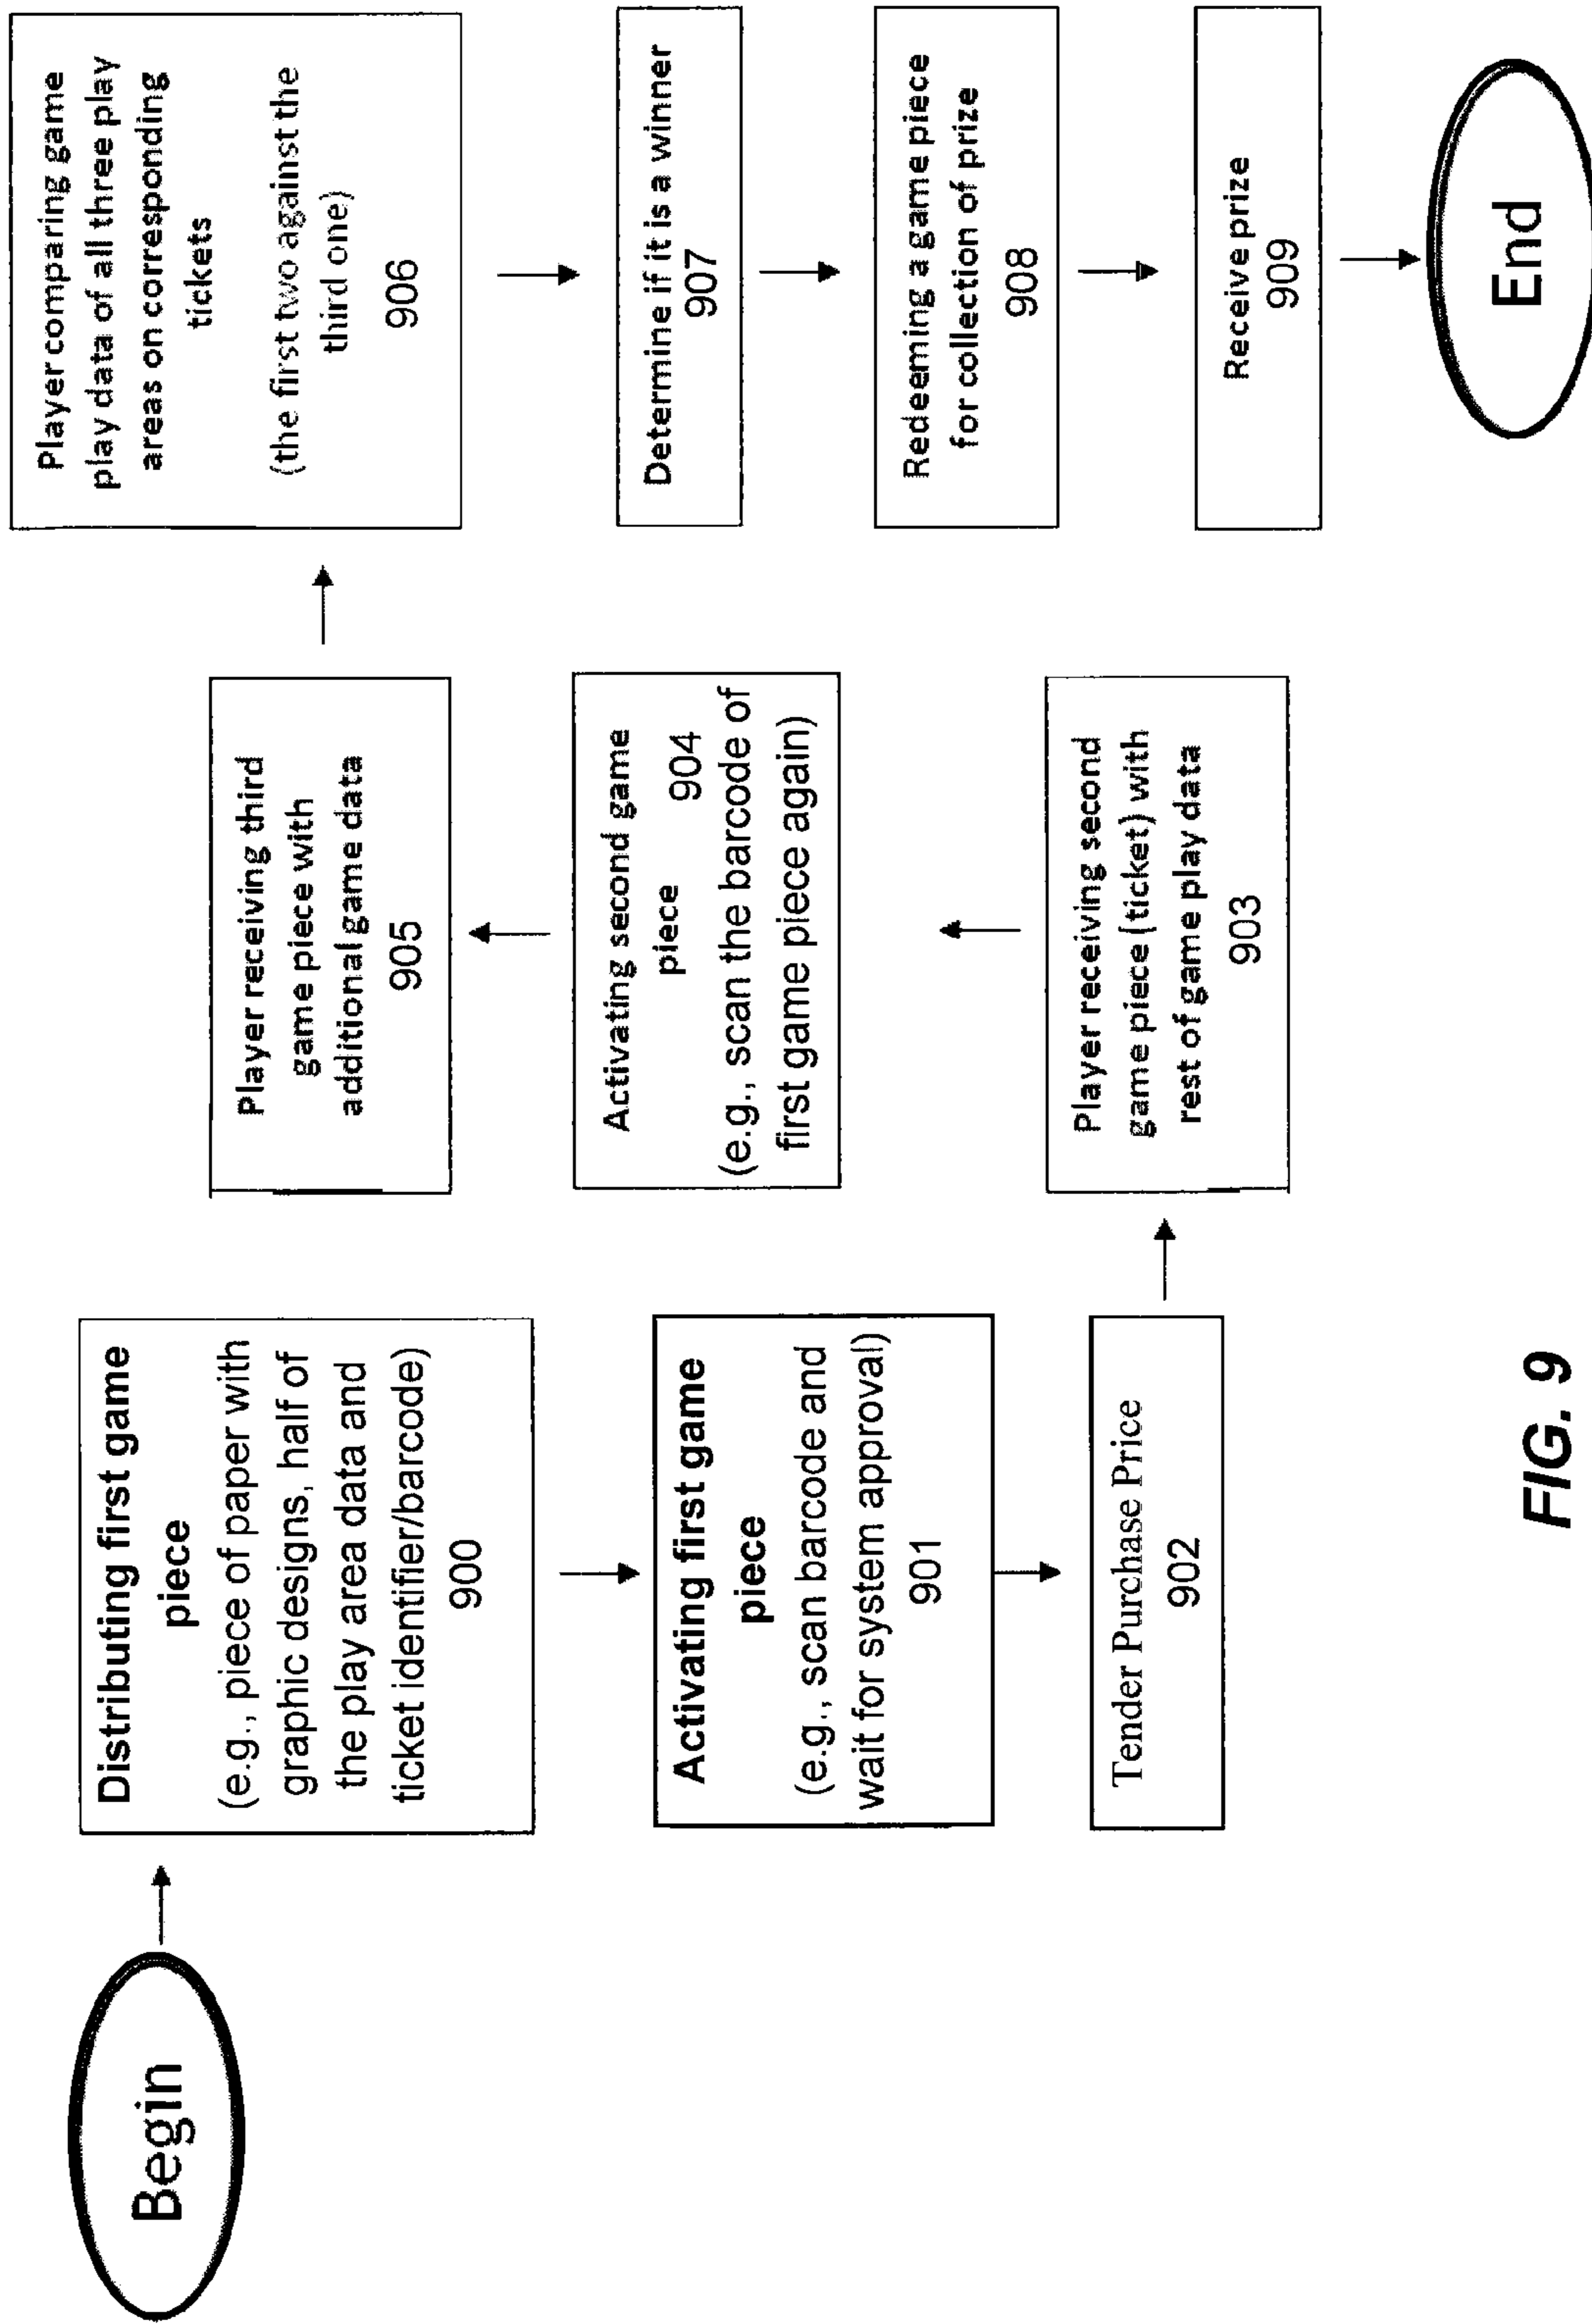 Begin
Distributing first game
piece
(e.g., piece of paper with
graphic designs, half of
the play area data and
ticket identifier/barcode)
900
Activating first game
piece
(e.g., scan barcode and
wait for system approval)
901
Tender Purchase Price
902
Player receiving second
game piece (ticket) with
rest of game play data
903
Activating second game
piece 904
(e.g., scan the barcode of
first game piece again)
Player receiving third
game piece with
additional game data
905
Player comparing game
play data of all three play
areas on corresponding
tickets
(the first two against the
third one)
906
Determine if it is a winner
907
Redeeming a game piece
for collection of prize
908
Receive prize
909
End
FIG. 9